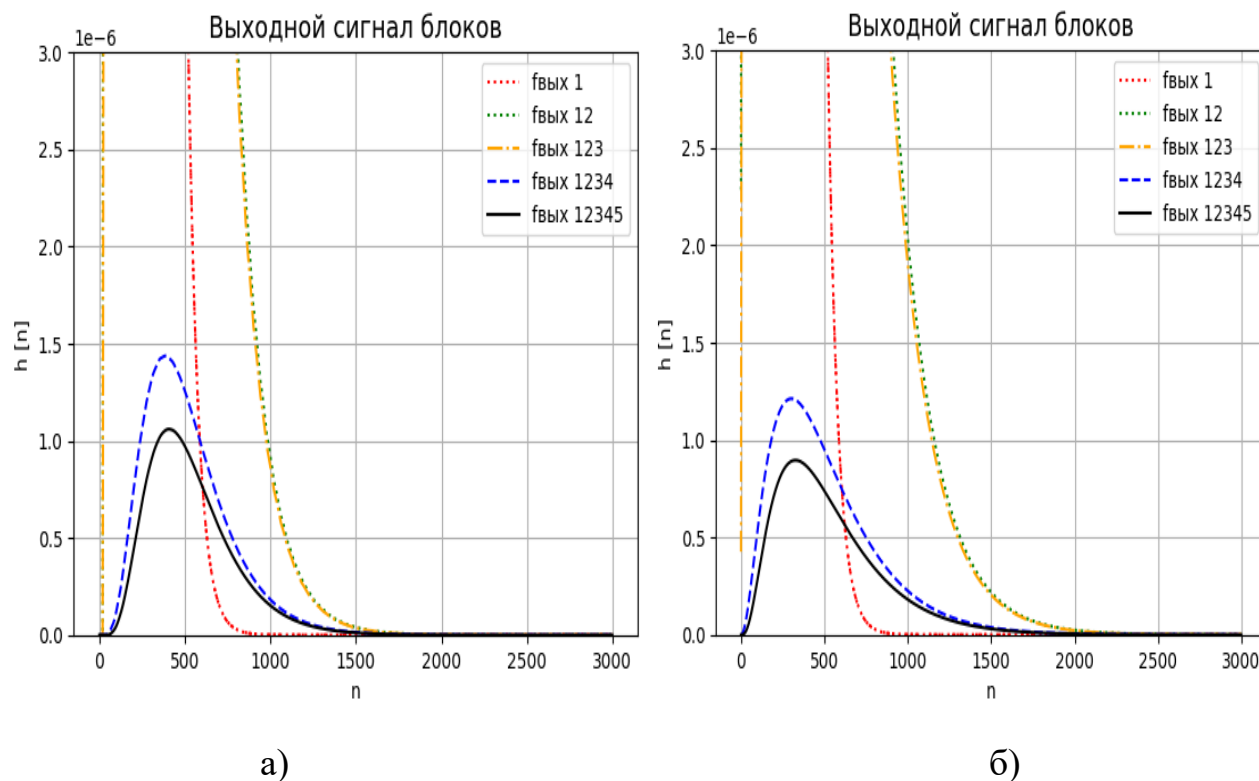 Выходной сигнал блоков
1e−6
3.0
2.5
2.0
1.5
1.0
0.5
0.0
h [n]
fвых 1
fвых 12
fвых 123
fвых 1234
fвых 12345
0 500 1000 1500 2000 2500 3000
n
а)
Выходной сигнал блоков
1e−6
3.0
2.5
2.0
1.5
1.0
0.5
0.0
h [n]
fвых 1
fвых 12
fвых 123
fвых 1234
fвых 12345
0 500 1000 1500 2000 2500 3000
n
б)